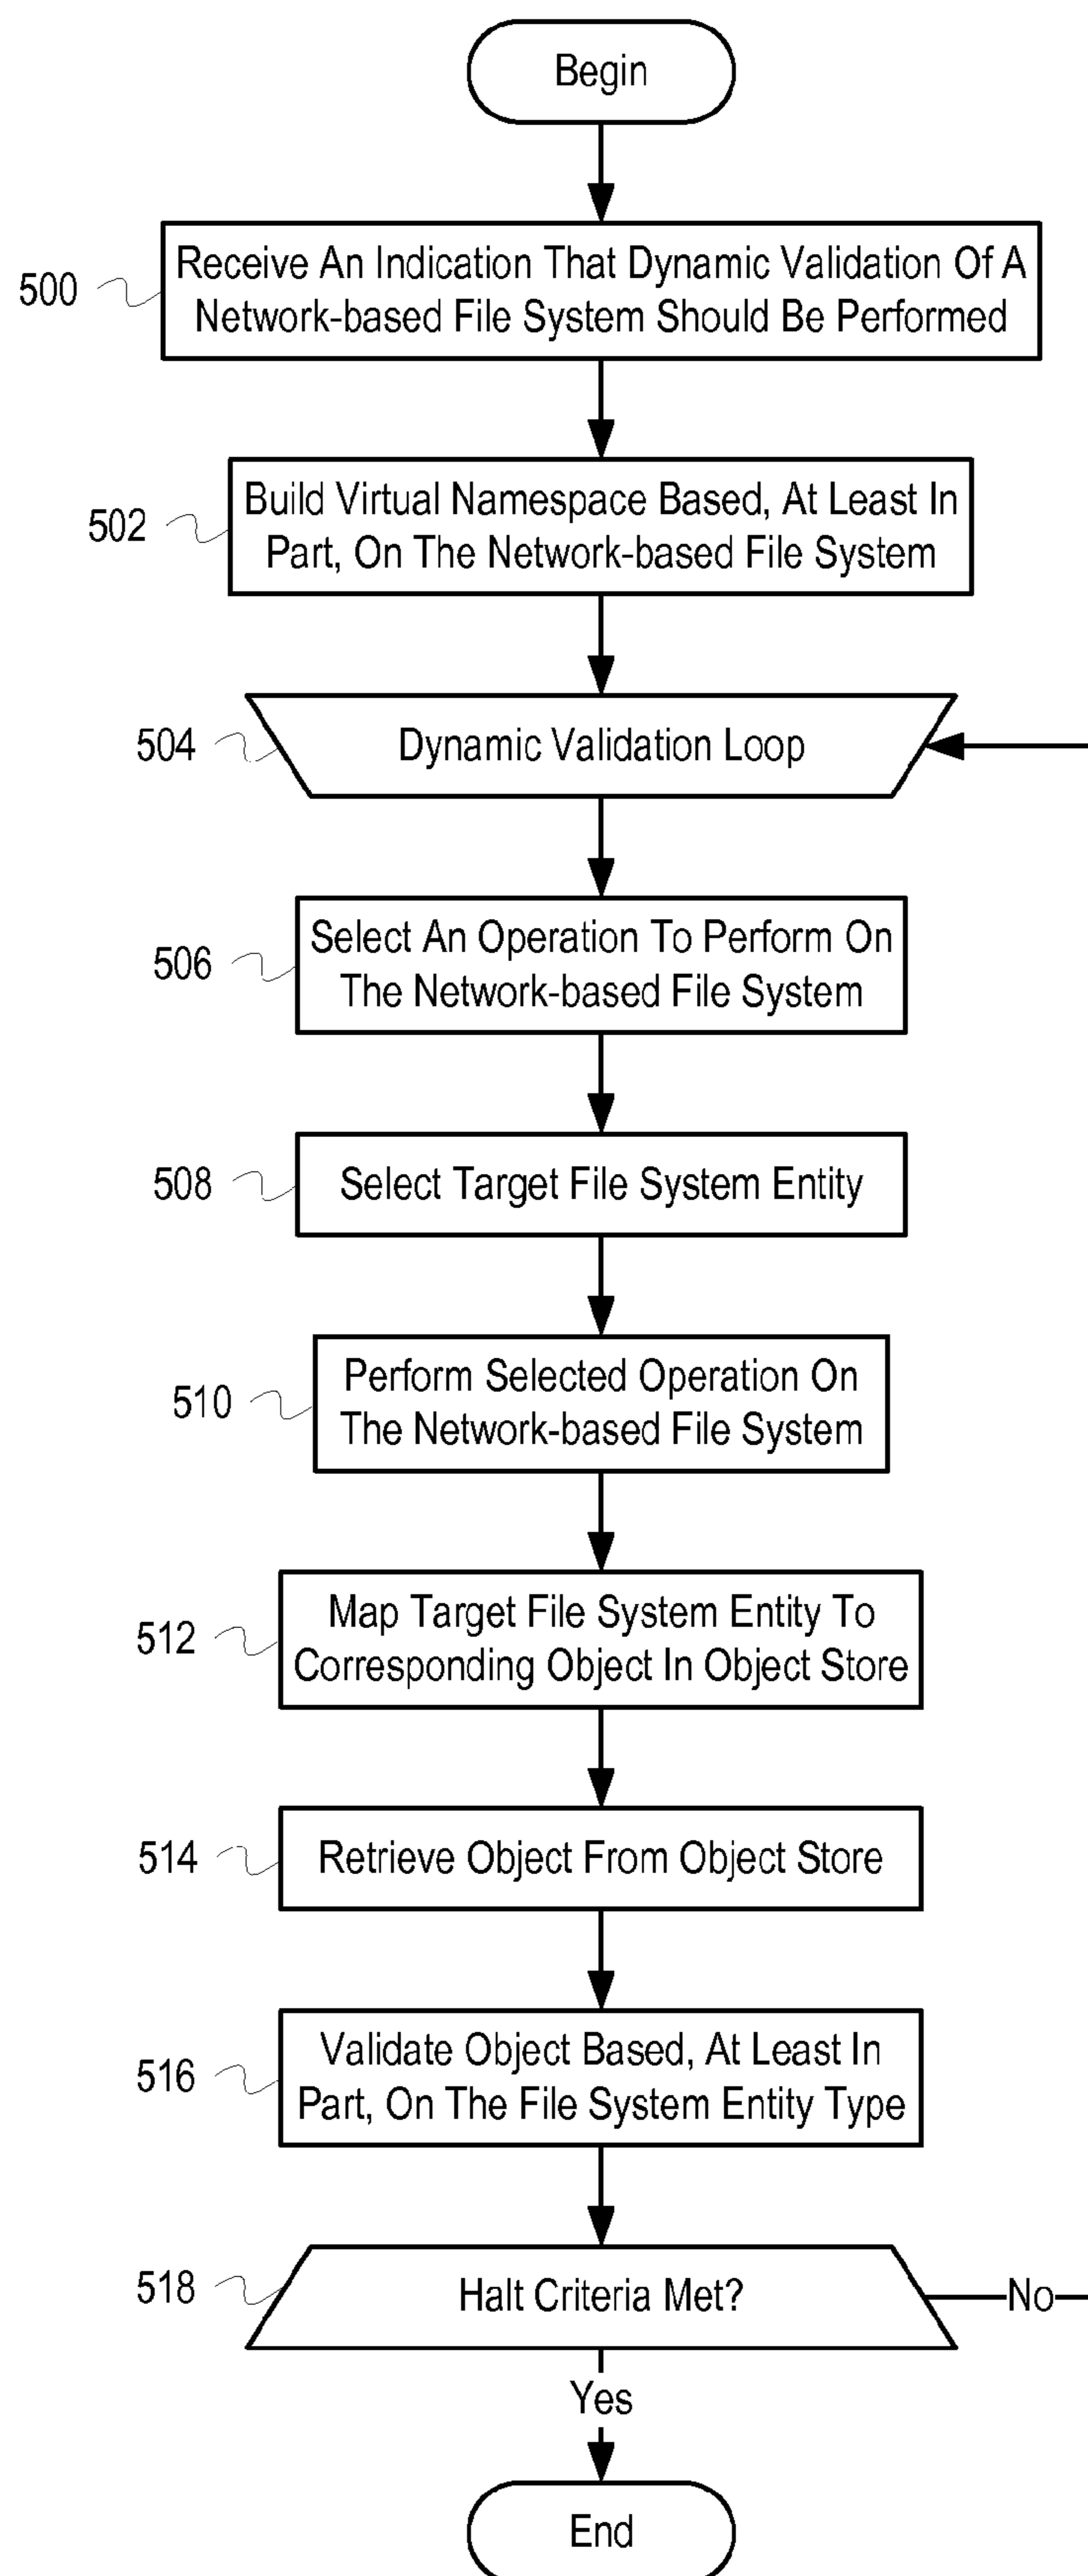 Begin
500
Receive An Indication That Dynamic Validation Of A
Network-based File System Should Be Performed
502
Build Virtual Namespace Based, At Least In
Part, On The Network-based File System
504
Dynamic Validation Loop
506
Select An Operation To Perform On
The Network-based File System
508
Select Target File System Entity
510
Perform Selected Operation On
The Network-based File System
512
Map Target File System Entity To
Corresponding Object In Object Store
514
Retrieve Object From Object Store
516
Validate Object Based, At Least In
Part, On The File System Entity Type
518
Halt Criteria Met?
No
Yes
End